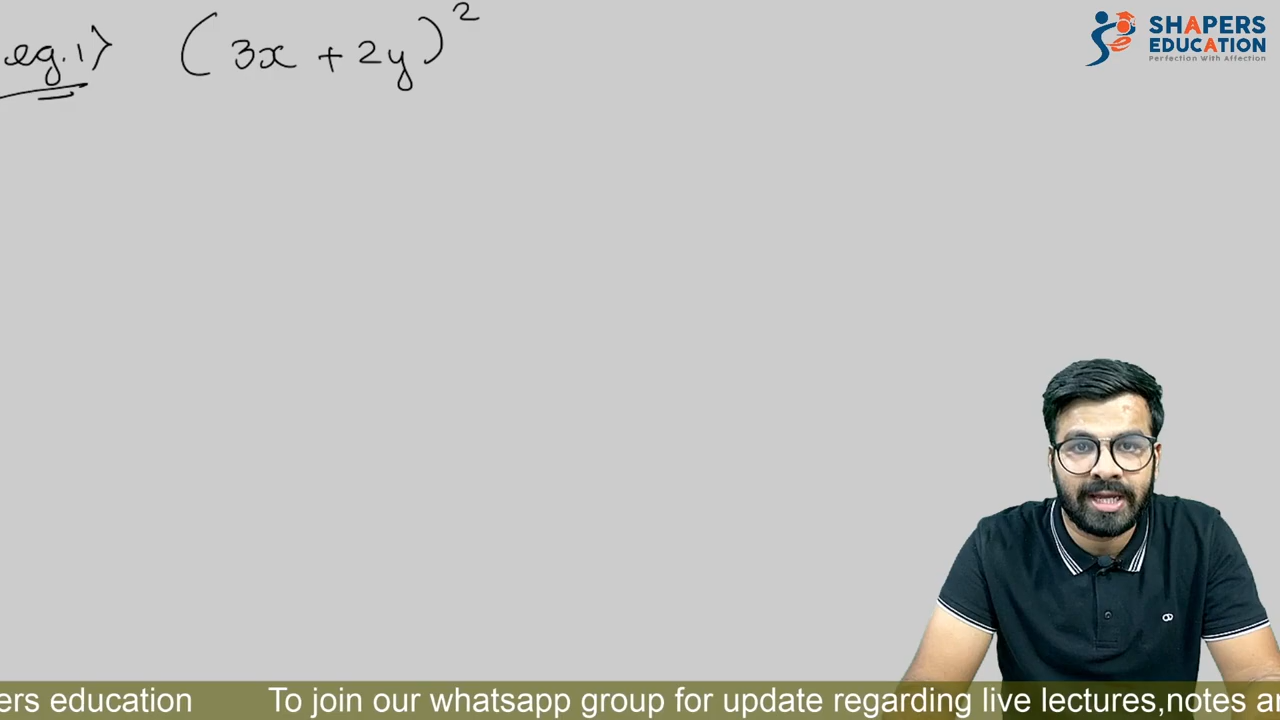 eg.1) (3x + 2y)²
SHAPERS
EDUCATION
Perfection With Affection
ers education To join our whatsapp group for update regarding live lectures,notes a